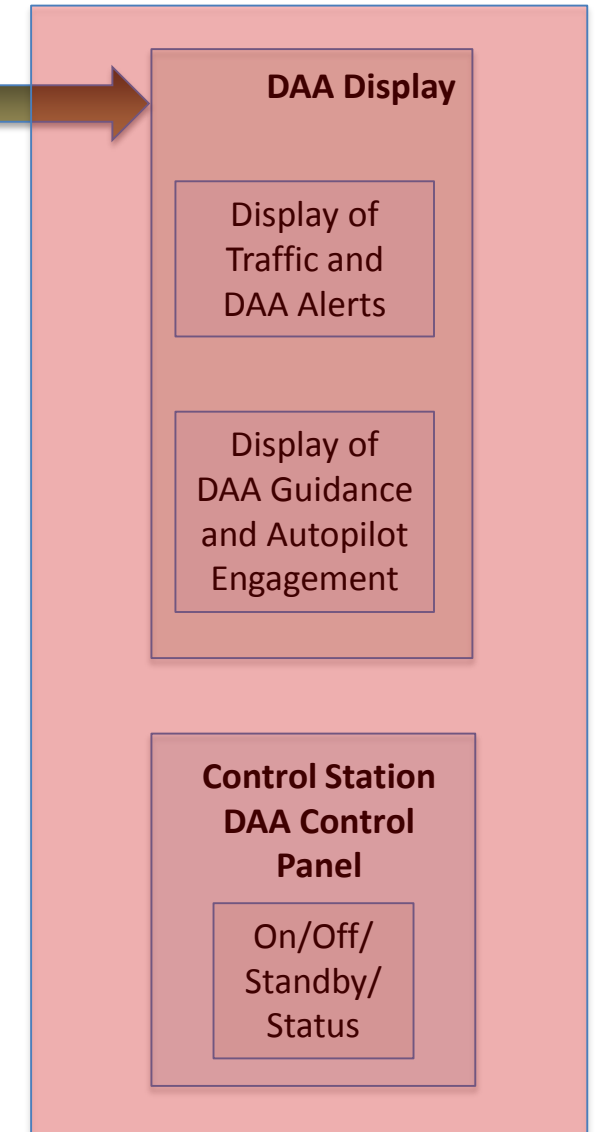 DAA Display
Display of
Traffic and
DAA Alerts
Display of
DAA Guidance
and Autopilot
Engagement
Control Station
DAA Control
Panel
On/Off/
Standby/
Status